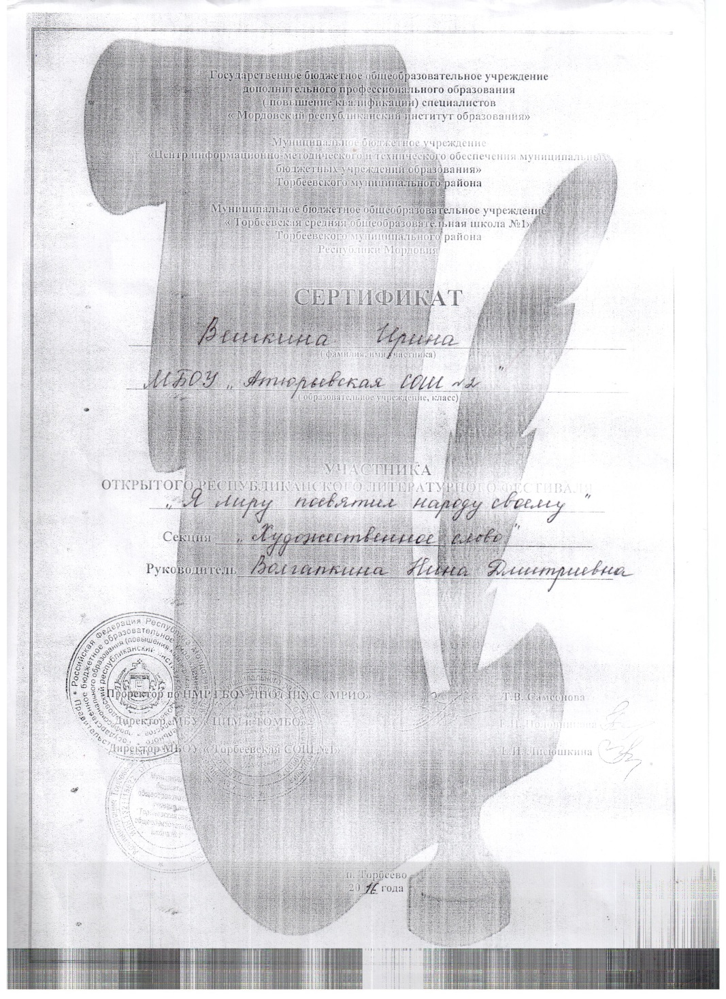 Государственное бюджетное общеобразовательное учреждение
дополнительного профессионального образования
( повышение квалификации) специалистов
« Мордовский республиканский институт образования»
Муниципальное бюджетное учреждение
«Центр информационно-методического и технического обеспечения муниципальных
бюджетных учреждений образования»
Торбеевского муниципального района
Муниципальное бюджетное общеобразовательное учреждение
« Торбеевская средняя общеобразовательная школа №1»
Торбеевского муниципального района
Республики Мордовия
СЕРТИФИКАТ
Вешкина Ирина
( фамилия, имя участника)
МБОУ „ Атюрьевская СОШ №2 "
( образовательное учреждение, класс)
УЧАСТНИКА
ОТКРЫТОГО РЕСПУБЛИКАНСКОГО ЛИТЕРАТУРНОГО ФЕСТИВАЛЯ
„ Я лиру посвятил народу своему "
Секция „ Художественное слово "
Руководитель Волгапкина Нина Дмитриевна
Проректор по НМР ГБОУ ДПО (ПК) С «МРИО» Т.В. Самсонова
Директор МБУ « ЦИМ и ТОМБО»
Директор МБОУ « Торбеевская СОШ №1» Е.И. Лисюшкина
п. Торбеево
2016 года